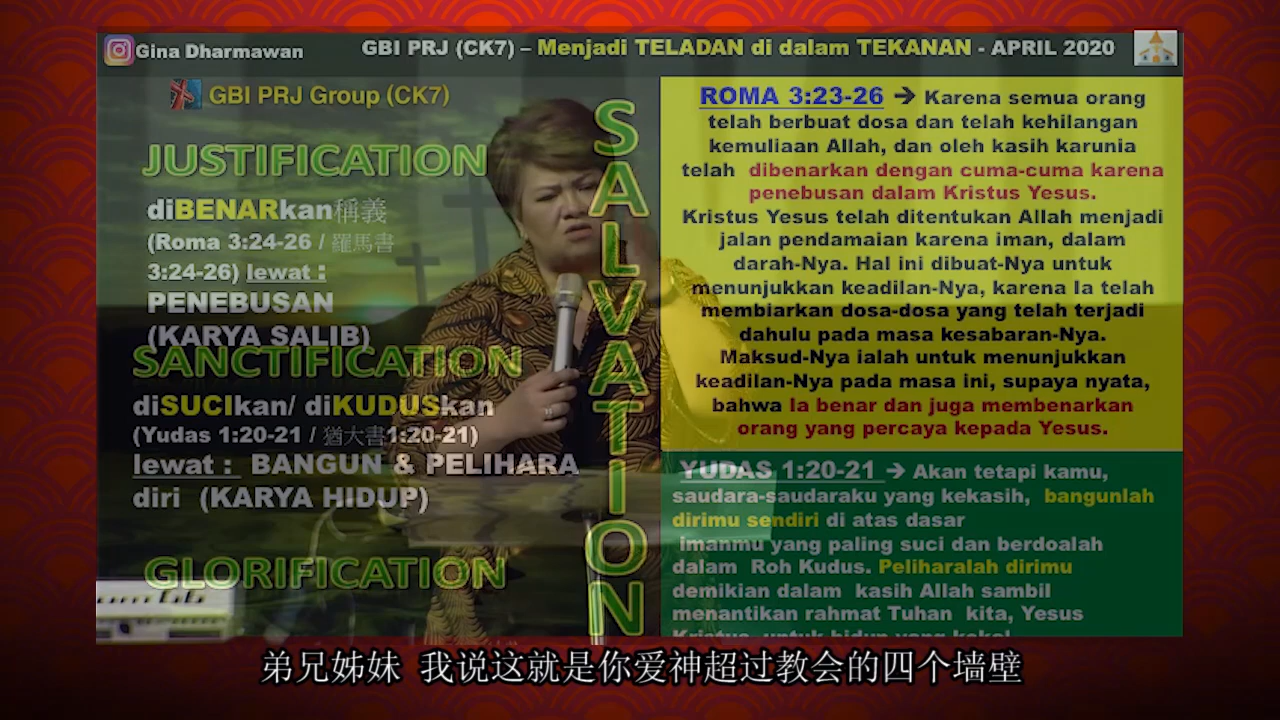 Gina Dharmawan
GBI PRJ (CK7) – Menjadi TELADAN di dalam TEKANAN - APRIL 2020
GBI PRJ Group (CK7)
JUSTIFICATION
diBENARkan稱義
(Roma 3:24-26 / 羅馬書
3:24-26) lewat :
PENEBUSAN
(KARYA SALIB)
SANCTIFICATION
diSUCIkan/ diKUDUSkan
(Yudas 1:20-21 / 猶大書1:20-21)
lewat : BANGUN & PELIHARA
diri (KARYA HIDUP)
GLORIFICATION
SALVATION
ROMA 3:23-26 → Karena semua orang
telah berbuat dosa dan telah kehilangan
kemuliaan Allah, dan oleh kasih karunia
telah dibenarkan dengan cuma-cuma karena
penebusan dalam Kristus Yesus.
Kristus Yesus telah ditentukan Allah menjadi
jalan pendamaian karena iman, dalam
darah-Nya. Hal ini dibuat-Nya untuk
menunjukkan keadilan-Nya, karena Ia telah
membiarkan dosa-dosa yang telah terjadi
dahulu pada masa kesabaran-Nya.
Maksud-Nya ialah untuk menunjukkan
keadilan-Nya pada masa ini, supaya nyata,
bahwa Ia benar dan juga membenarkan
orang yang percaya kepada Yesus.
YUDAS 1:20-21 → Akan tetapi kamu,
saudara-saudaraku yang kekasih, bangunlah
dirimu sendiri di atas dasar
imanmu yang paling suci dan berdoalah
dalam Roh Kudus. Peliharalah dirimu
demikian dalam kasih Allah sambil
menantikan rahmat Tuhan kita, Yesus
Kristus, untuk hidup yang kekal.
弟兄姊妹 我说这就是你爱神超过教会的四个墙壁